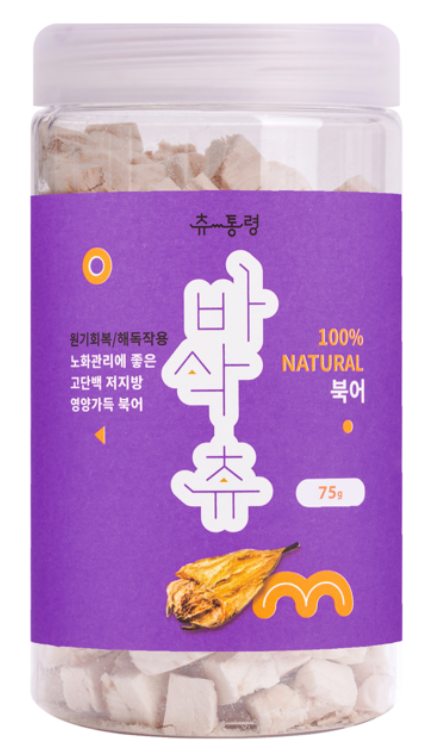 츄통령
바삭츄
원기회복/해독작용
노화관리에 좋은
고단백 저지방
영양가득 북어
100%
NATURAL
북어
75g